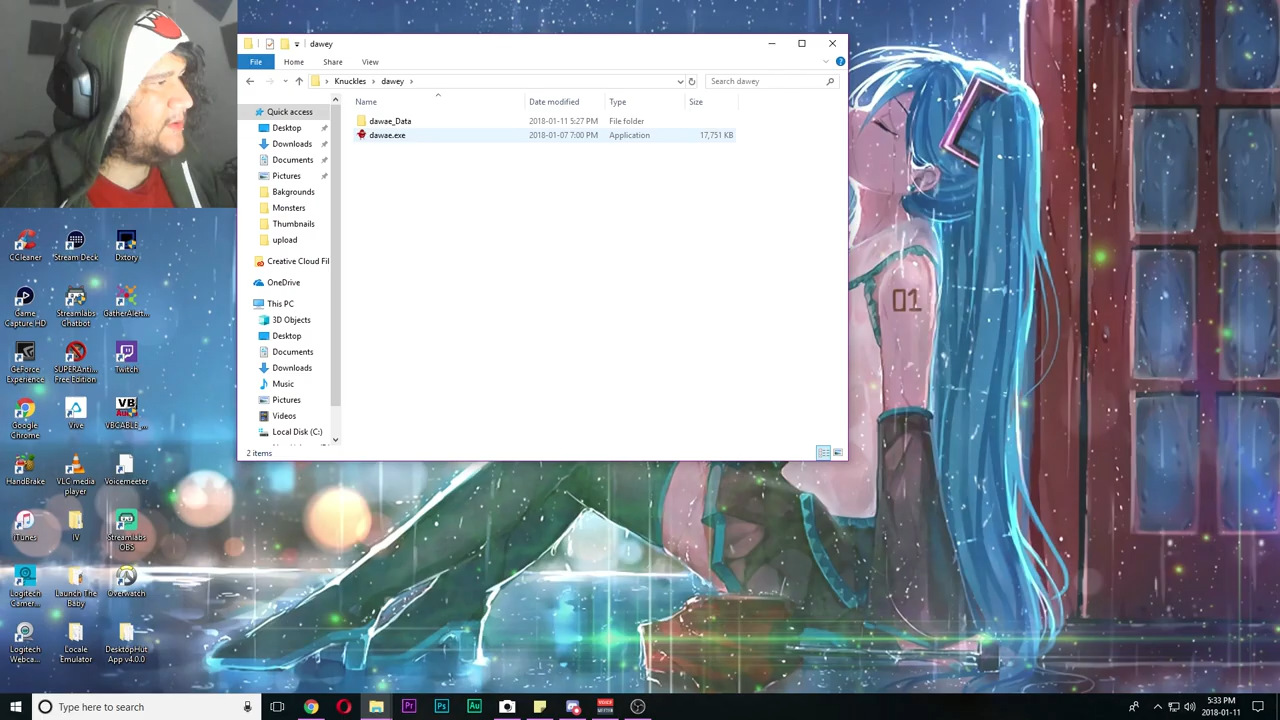 dawey
File
Home
Share
View
Knuckles
dawey
Search dawey
Name
Date modified
Type
Size
dawae_Data
2018-01-11 5:27 PM
File folder
dawae.exe
2018-01-07 7:00 PM
Application
17,751 KB
Quick access
Desktop
Downloads
Documents
Pictures
Bakgrounds
Monsters
Thumbnails
upload
Creative Cloud Fil
OneDrive
This PC
3D Objects
Desktop
Documents
Downloads
Music
Pictures
Videos
Local Disk (C:)
2 items
CCleaner
Stream Deck
Dxtory
Game
Capture HD
Streamlabs
Chatbot
GatherAlert...
GeForce
Experience
SUPERAnti...
Free Edition
Twitch
Google
Chrome
Vive
VBCABLE_...
HandBrake
VLC media
player
Voicemeeter
iTunes
IV
Streamlabs
OBS
Logitech
Camer...
Launch The
Baby
Overwatch
Logitech
Webca...
Locale
Emulator
DesktopHut
App v4.0.0
01
Type here to search
Pr
Ps
Au
5:33 PM
2018-01-11